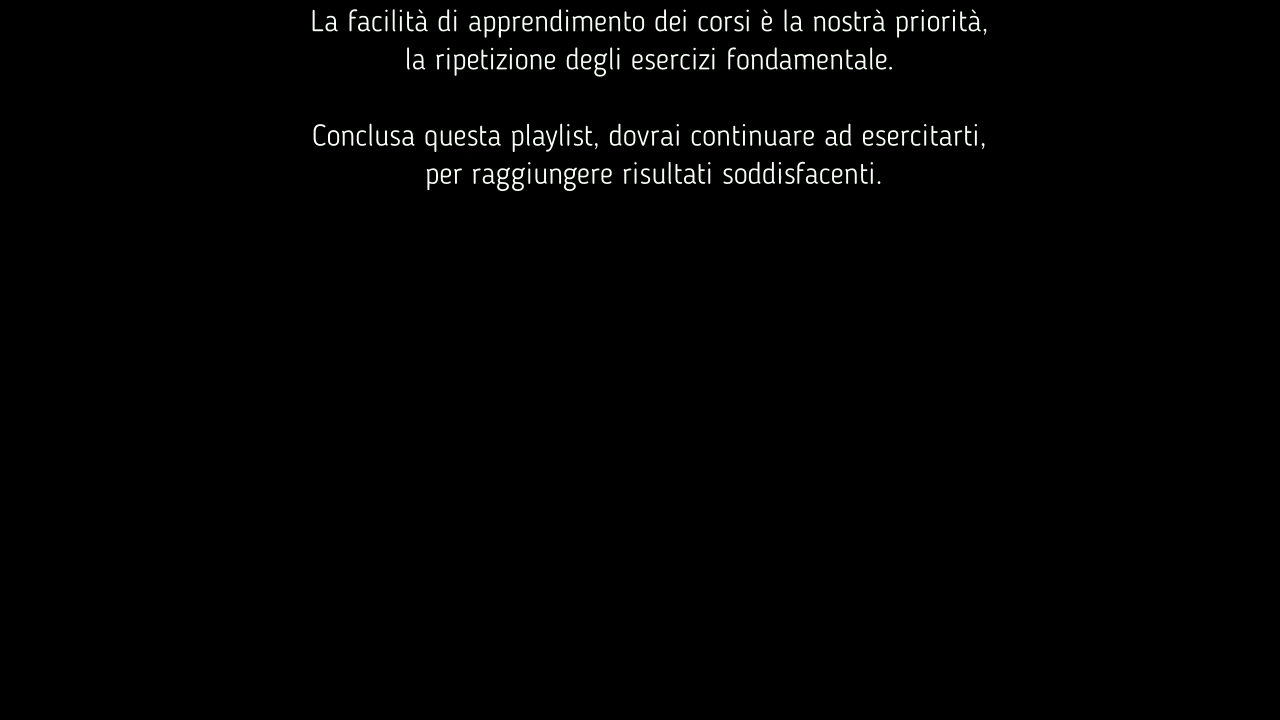 La facilità di apprendimento dei corsi è la nostrà priorità,
la ripetizione degli esercizi fondamentale.
Conclusa questa playlist, dovrai continuare ad esercitarti,
per raggiungere risultati soddisfacenti.